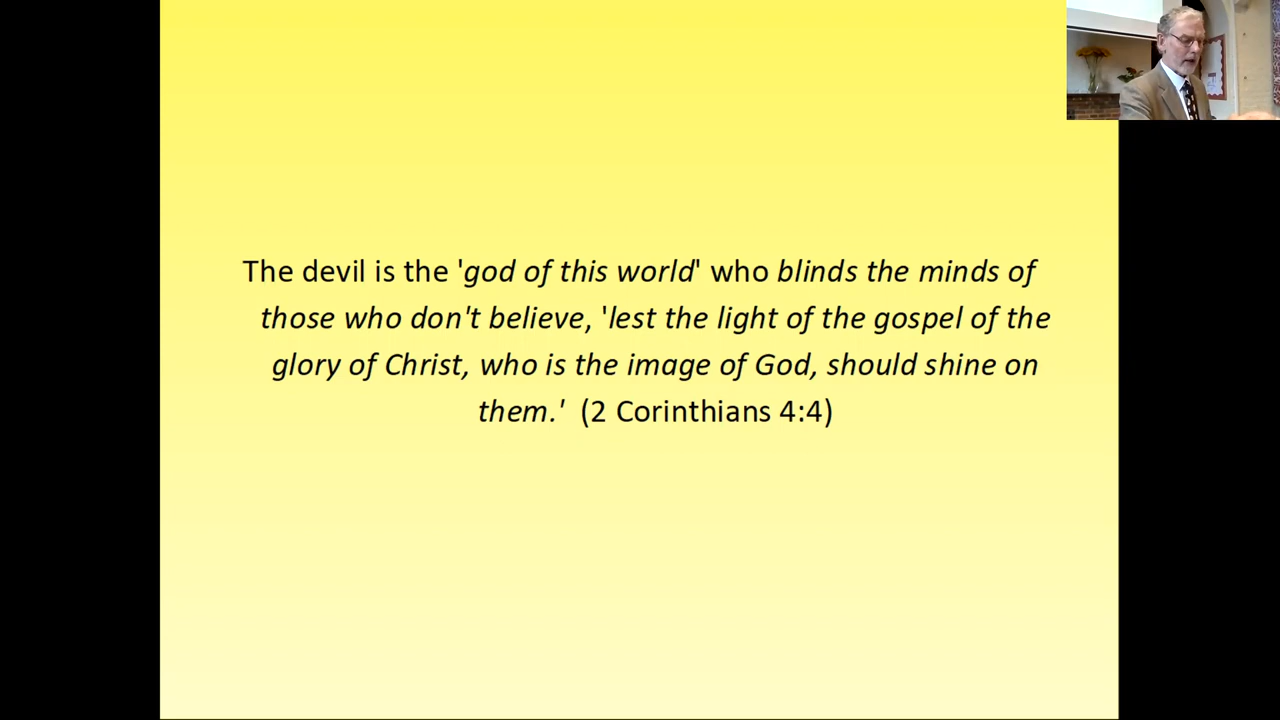 The devil is the 'god of this world' who blinds the minds of
those who don't believe, 'lest the light of the gospel of the
glory of Christ, who is the image of God, should shine on
them.'  (2 Corinthians 4:4)